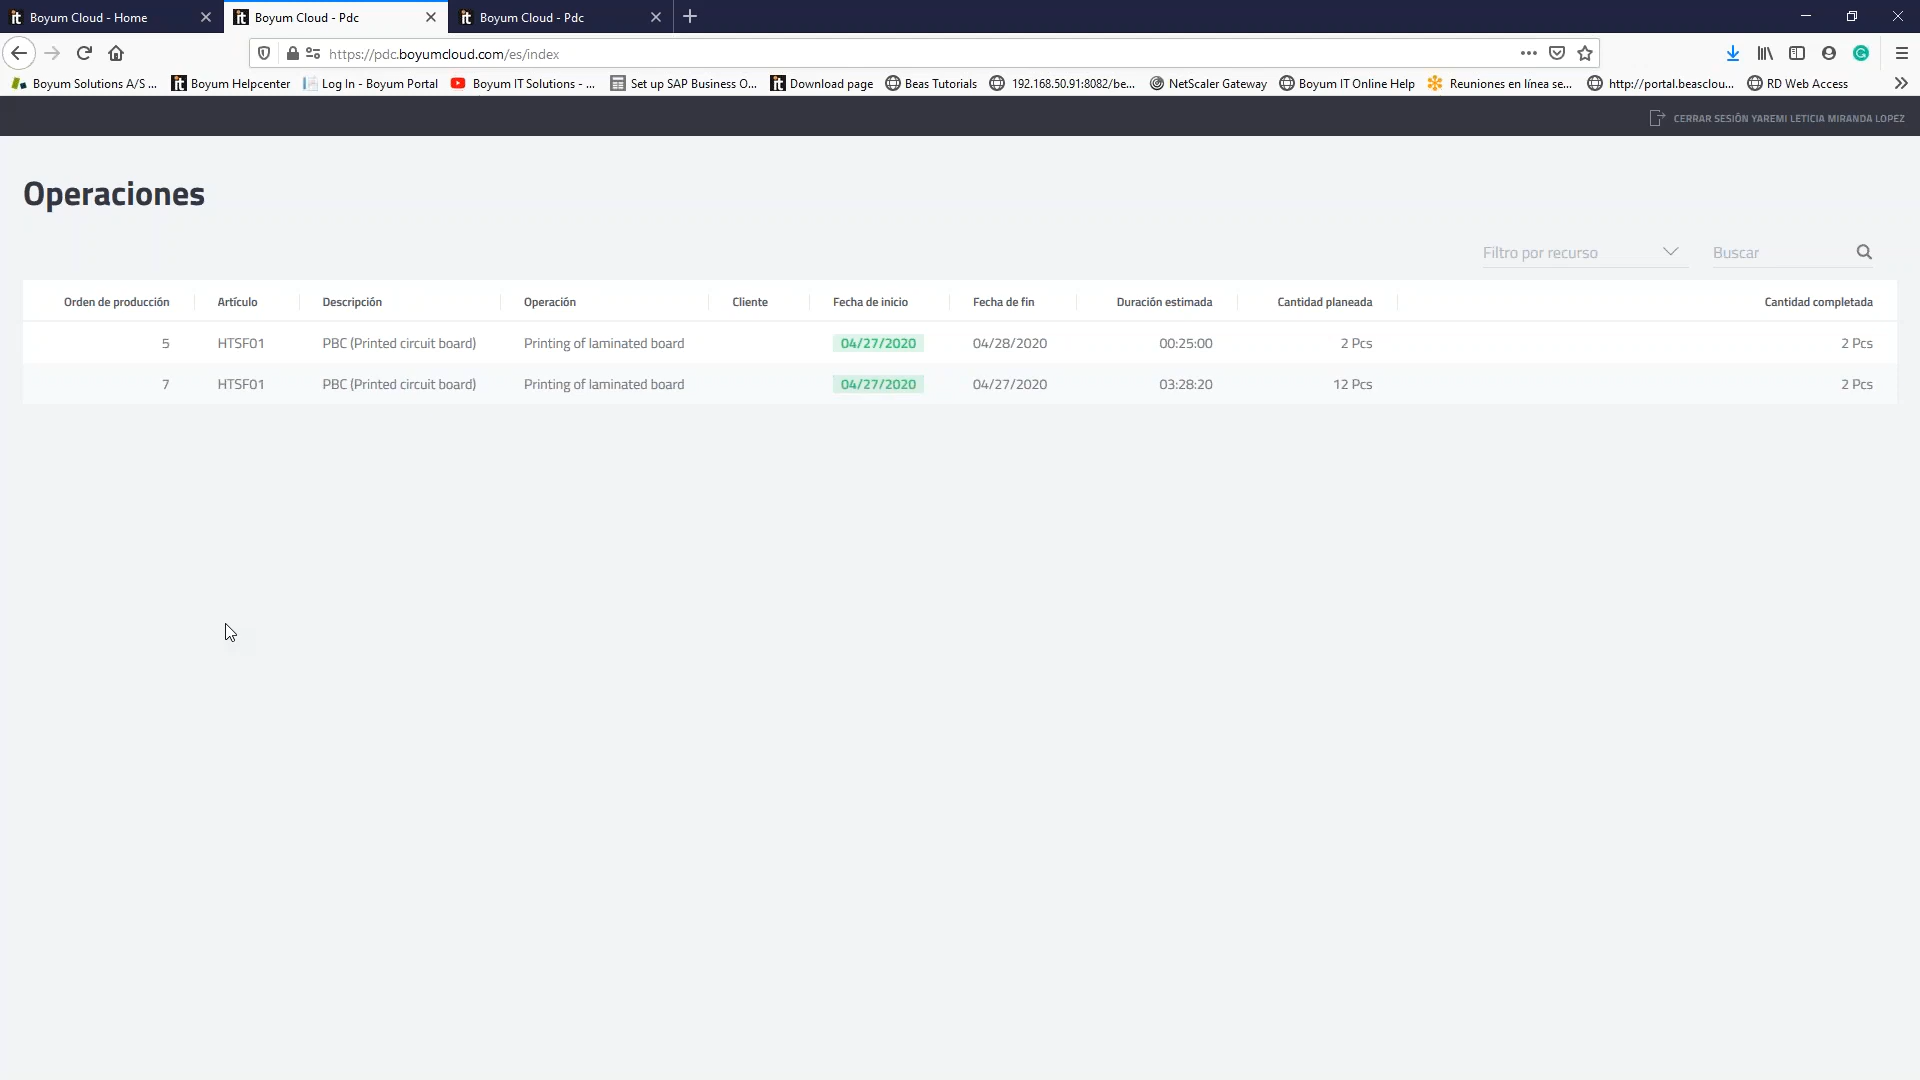 Boyum Cloud - Home
Boyum Cloud - Pdc
Boyum Cloud - Pdc
https://pdc.boyumcloud.com/es/index
Boyum Solutions A/S ...
Boyum Helpcenter
Log In - Boyum Portal
Boyum IT Solutions - ...
Set up SAP Business O...
Download page
Beas Tutorials
192.168.50.91:8082/be...
NetScaler Gateway
Boyum IT Online Help
Reuniones en línea se...
http://portal.beasclou...
RD Web Access
CERRAR SESIÓN YAREMI LETICIA MIRANDA LOPEZ
Operaciones
Filtro por recurso
Buscar
Orden de producción Artículo Descripción Operación Cliente Fecha de inicio Fecha de fin Duración estimada Cantidad planeada Cantidad completada
5 HTSF01 PBC (Printed circuit board) Printing of laminated board 04/27/2020 04/28/2020 00:25:00 2 Pcs 2 Pcs
7 HTSF01 PBC (Printed circuit board) Printing of laminated board 04/27/2020 04/27/2020 03:28:20 12 Pcs 2 Pcs